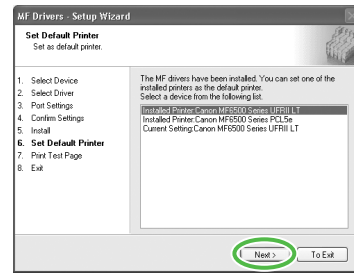 MF Drivers - Setup Wizard
Set Default Printer
Set as default printer.
1. Select Device
2. Select Driver
3. Port Settings
4. Confirm Settings
5. Install
6. Set Default Printer
7. Print Test Page
8. Exit
The MF drivers have been installed. You can set one of the
installed printers as the default printer.
Select a device from the following list.
Installed Printer:Canon MF6500 Series UFRII LT
Installed Printer:Canon MF6500 Series PCL5e
Current Setting:Canon MF6500 Series UFRII LT
Next >
To Exit